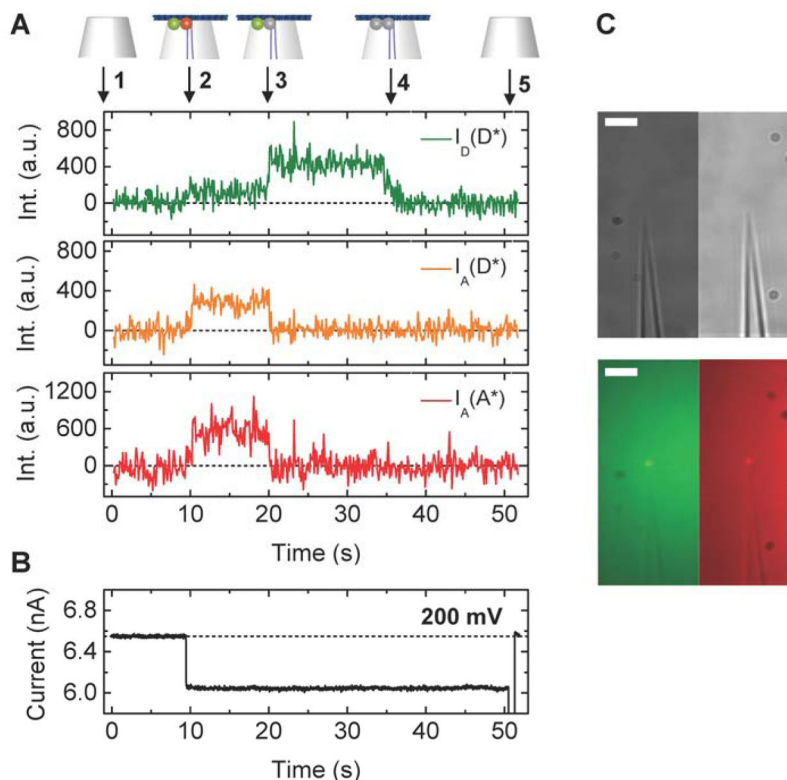 A
C
1 2 3 4 5
800
400
0
Int. (a.u.)
I_D(D*)
800
400
0
Int. (a.u.)
I_A(D*)
1200
600
0
Int. (a.u.)
I_A(A*)
0 10 20 30 40 50
Time (s)
B
6.8
6.4
6.0
Current (nA)
200 mV
0 10 20 30 40 50
Time (s)